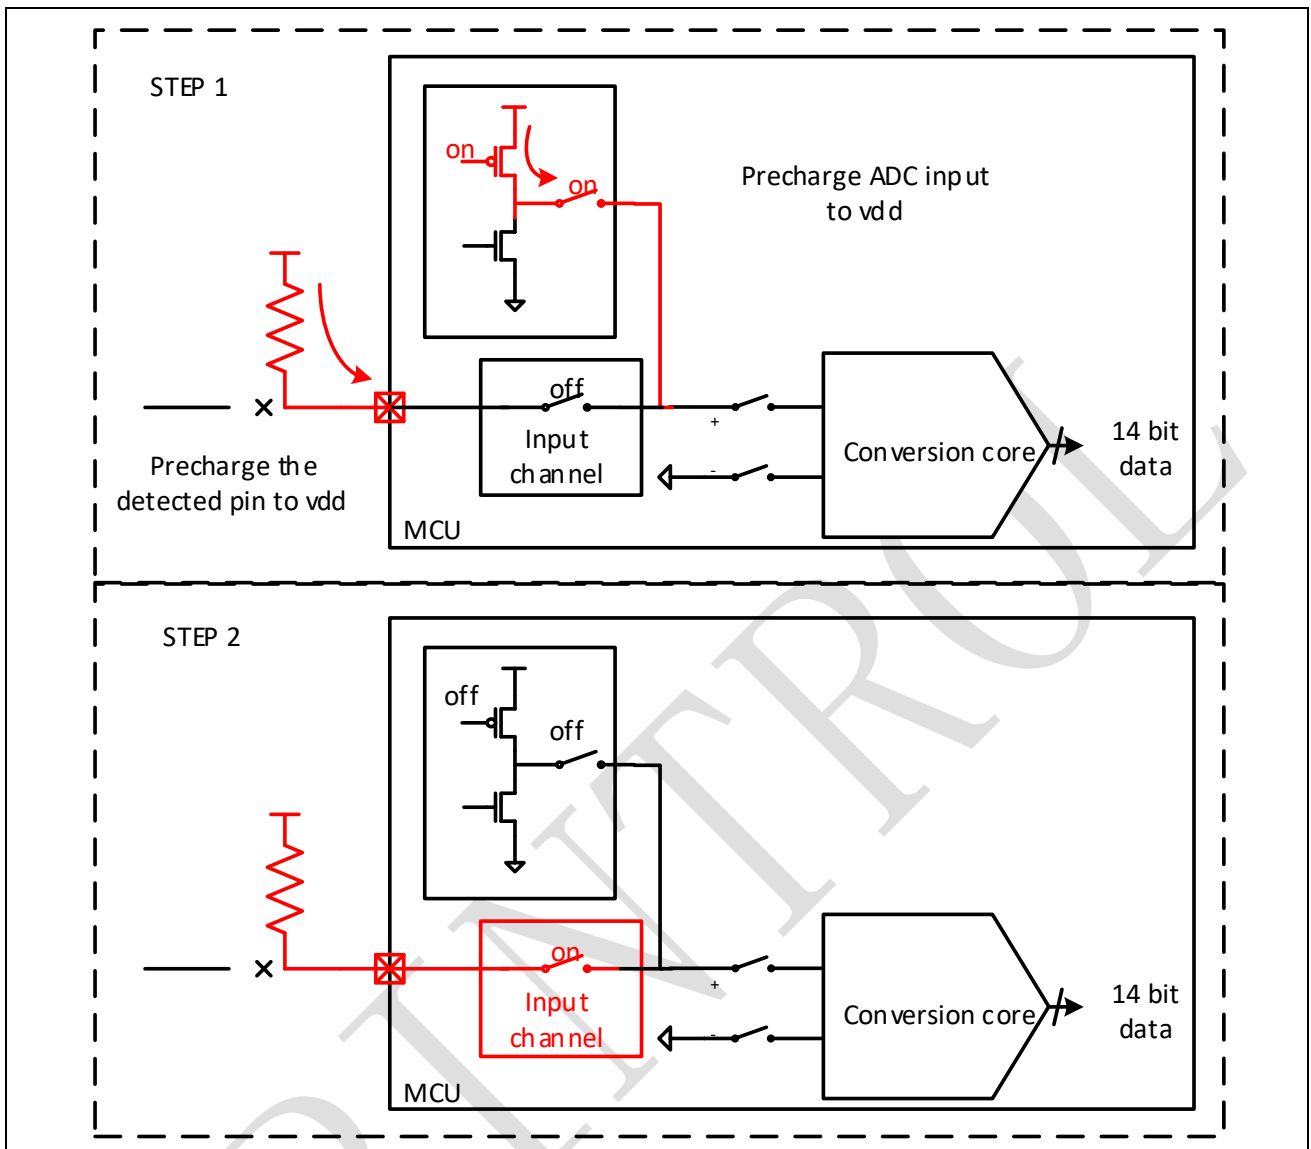 STEP 1
on
on
Precharge ADC input
to vdd
off
Input
channel
+
-
Conversion core
14 bit
data
Precharge the
detected pin to vdd
MCU
STEP 2
off
off
on
Input
channel
+
-
Conversion core
14 bit
data
MCU